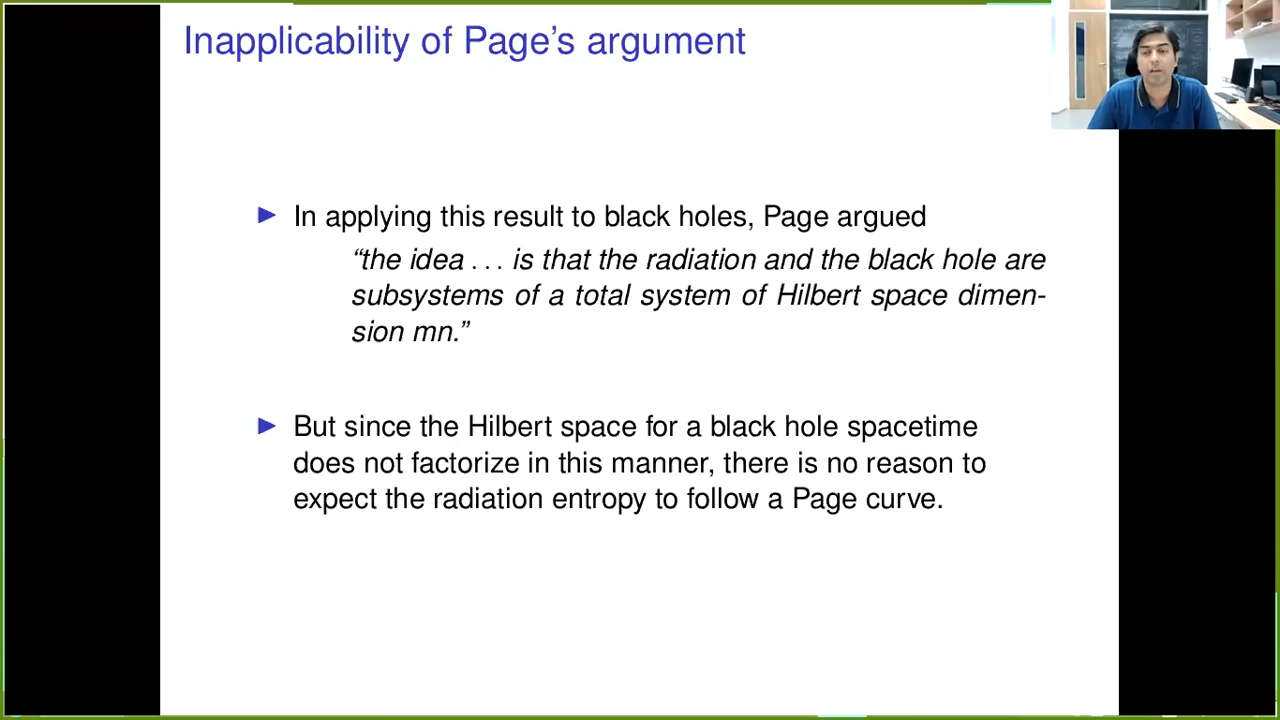 Inapplicability of Page's argument
► In applying this result to black holes, Page argued
“the idea . . . is that the radiation and the black hole are
subsystems of a total system of Hilbert space dimen-
sion mn.”
► But since the Hilbert space for a black hole spacetime
does not factorize in this manner, there is no reason to
expect the radiation entropy to follow a Page curve.